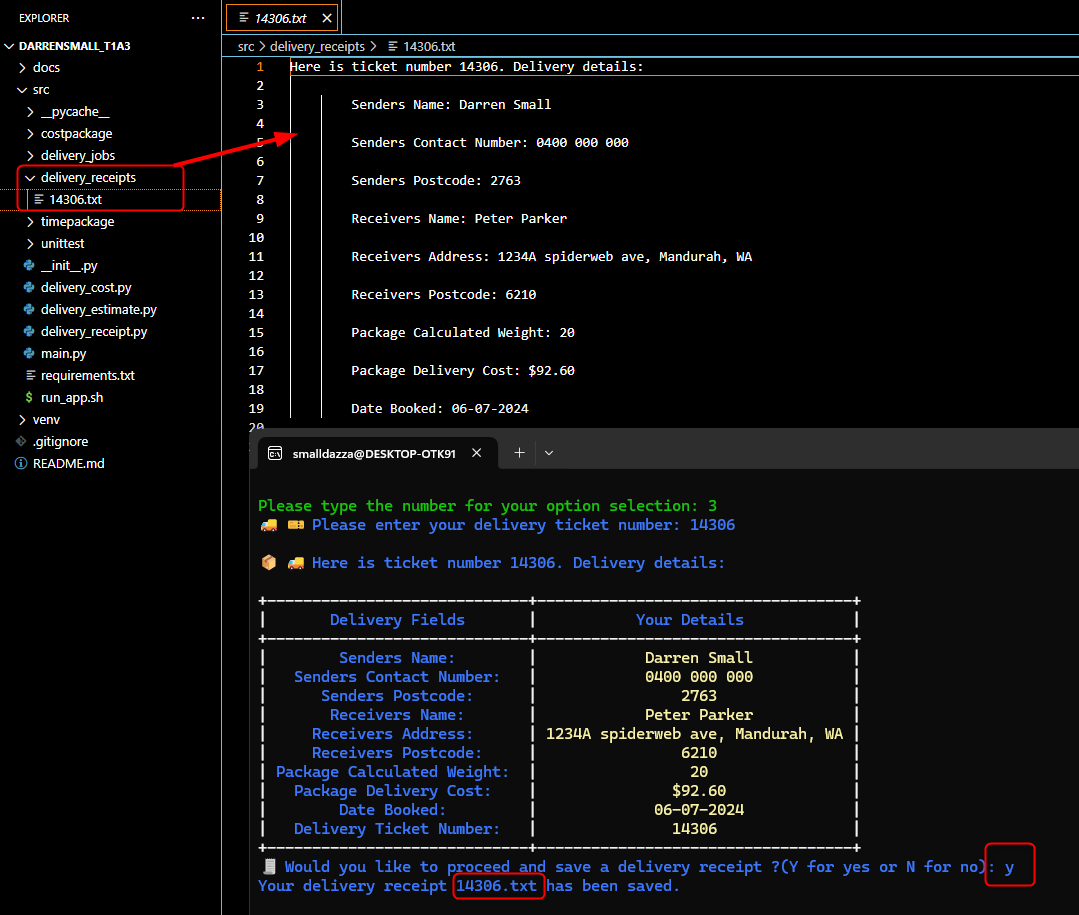 EXPLORER ...
DARRENSMALL_T1A3
docs
src
__pycache__
costpackage
delivery_jobs
delivery_receipts
14306.txt
timepackage
unittest
__init__.py
delivery_cost.py
delivery_estimate.py
delivery_receipt.py
main.py
requirements.txt
$ run_app.sh
venv
.gitignore
README.md
14306.txt
src > delivery_receipts > 14306.txt
1 Here is ticket number 14306. Delivery details:
2
3 Senders Name: Darren Small
4
5 Senders Contact Number: 0400 000 000
6
7 Senders Postcode: 2763
8
9 Receivers Name: Peter Parker
10
11 Receivers Address: 1234A spiderweb ave, Mandurah, WA
12
13 Receivers Postcode: 6210
14
15 Package Calculated Weight: 20
16
17 Package Delivery Cost: $92.60
18
19 Date Booked: 06-07-2024
20
smalldazza@DESKTOP-OTK91
Please type the number for your option selection: 3
Please enter your delivery ticket number: 14306
Here is ticket number 14306. Delivery details:
+------------------------------+------------------------------------+
| Delivery Fields | Your Details |
+------------------------------+------------------------------------+
| Senders Name: | Darren Small |
| Senders Contact Number: | 0400 000 000 |
| Senders Postcode: | 2763 |
| Receivers Name: | Peter Parker |
| Receivers Address: | 1234A spiderweb ave, Mandurah, WA |
| Receivers Postcode: | 6210 |
| Package Calculated Weight: | 20 |
| Package Delivery Cost: | $92.60 |
| Date Booked: | 06-07-2024 |
| Delivery Ticket Number: | 14306 |
+------------------------------+------------------------------------+
Would you like to proceed and save a delivery receipt ?(Y for yes or N for no): y
Your delivery receipt 14306.txt has been saved.